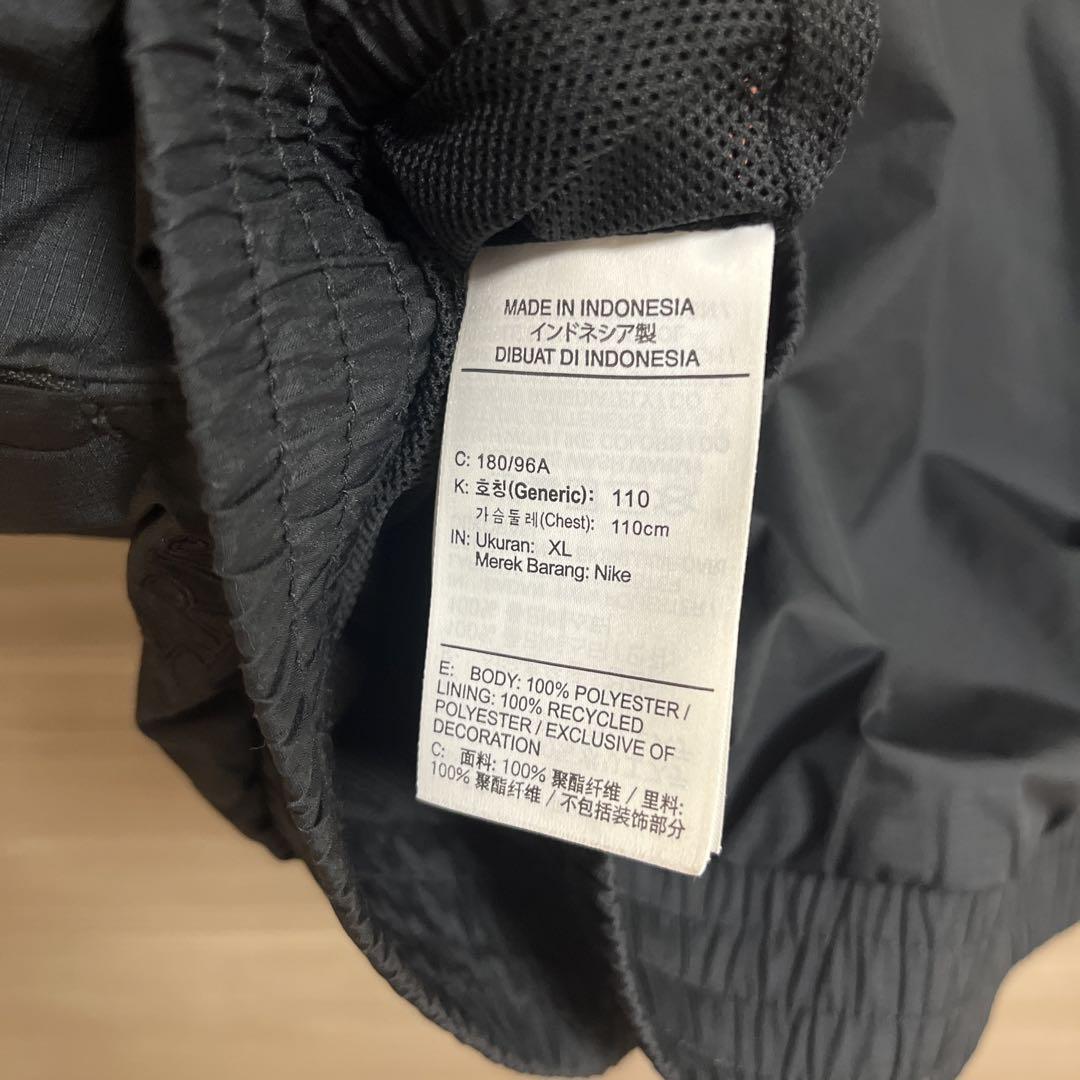 MADE IN INDONESIA
インドネシア製
DIBUAT DI INDONESIA
C: 180/96A
K: 호칭(Generic): 110
가슴둘레(Chest): 110cm
IN: Ukuran: XL
Merek Barang: Nike
E: BODY: 100% POLYESTER /
LINING: 100% RECYCLED
POLYESTER / EXCLUSIVE OF
DECORATION
C: 面料: 100% 聚酯纤维 / 里料:
100% 聚酯纤维 / 不包括装饰部分